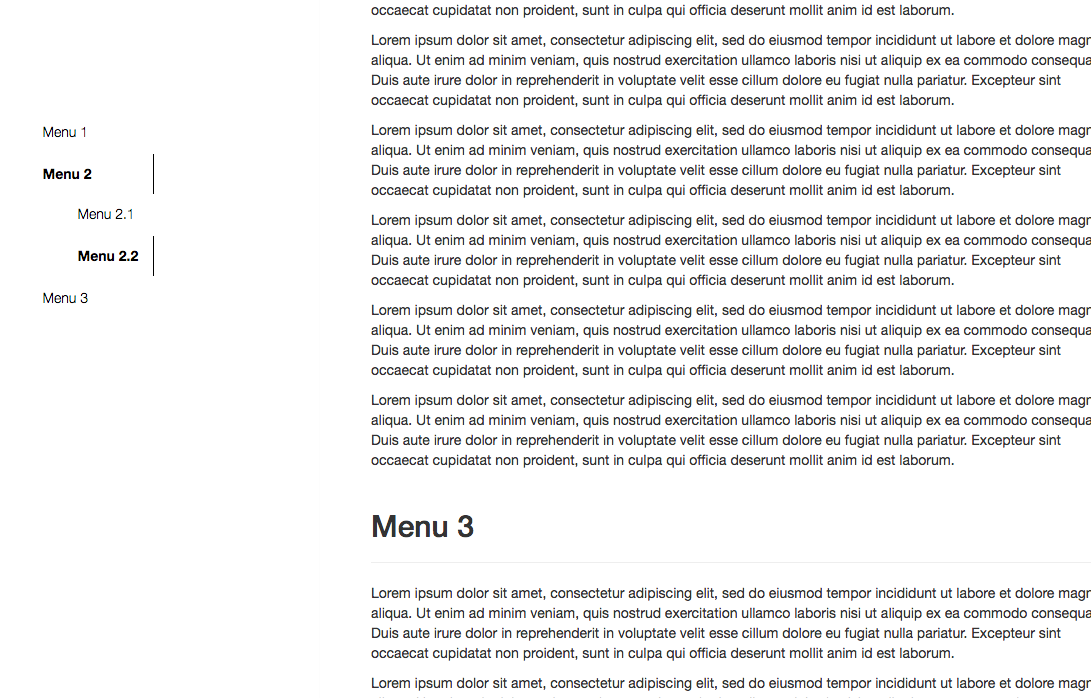 Menu 1
Menu 2
Menu 2.1
Menu 2.2
Menu 3
occaecat cupidatat non proident, sunt in culpa qui officia deserunt mollit anim id est laborum.
Lorem ipsum dolor sit amet, consectetur adipiscing elit, sed do eiusmod tempor incididunt ut labore et dolore magn
aliqua. Ut enim ad minim veniam, quis nostrud exercitation ullamco laboris nisi ut aliquip ex ea commodo consequa
Duis aute irure dolor in reprehenderit in voluptate velit esse cillum dolore eu fugiat nulla pariatur. Excepteur sint
occaecat cupidatat non proident, sunt in culpa qui officia deserunt mollit anim id est laborum.
Lorem ipsum dolor sit amet, consectetur adipiscing elit, sed do eiusmod tempor incididunt ut labore et dolore magn
aliqua. Ut enim ad minim veniam, quis nostrud exercitation ullamco laboris nisi ut aliquip ex ea commodo consequa
Duis aute irure dolor in reprehenderit in voluptate velit esse cillum dolore eu fugiat nulla pariatur. Excepteur sint
occaecat cupidatat non proident, sunt in culpa qui officia deserunt mollit anim id est laborum.
Lorem ipsum dolor sit amet, consectetur adipiscing elit, sed do eiusmod tempor incididunt ut labore et dolore magn
aliqua. Ut enim ad minim veniam, quis nostrud exercitation ullamco laboris nisi ut aliquip ex ea commodo consequa
Duis aute irure dolor in reprehenderit in voluptate velit esse cillum dolore eu fugiat nulla pariatur. Excepteur sint
occaecat cupidatat non proident, sunt in culpa qui officia deserunt mollit anim id est laborum.
Lorem ipsum dolor sit amet, consectetur adipiscing elit, sed do eiusmod tempor incididunt ut labore et dolore magn
aliqua. Ut enim ad minim veniam, quis nostrud exercitation ullamco laboris nisi ut aliquip ex ea commodo consequa
Duis aute irure dolor in reprehenderit in voluptate velit esse cillum dolore eu fugiat nulla pariatur. Excepteur sint
occaecat cupidatat non proident, sunt in culpa qui officia deserunt mollit anim id est laborum.
Lorem ipsum dolor sit amet, consectetur adipiscing elit, sed do eiusmod tempor incididunt ut labore et dolore magn
aliqua. Ut enim ad minim veniam, quis nostrud exercitation ullamco laboris nisi ut aliquip ex ea commodo consequa
Duis aute irure dolor in reprehenderit in voluptate velit esse cillum dolore eu fugiat nulla pariatur. Excepteur sint
occaecat cupidatat non proident, sunt in culpa qui officia deserunt mollit anim id est laborum.
Menu 3
Lorem ipsum dolor sit amet, consectetur adipiscing elit, sed do eiusmod tempor incididunt ut labore et dolore magn
aliqua. Ut enim ad minim veniam, quis nostrud exercitation ullamco laboris nisi ut aliquip ex ea commodo consequa
Duis aute irure dolor in reprehenderit in voluptate velit esse cillum dolore eu fugiat nulla pariatur. Excepteur sint
occaecat cupidatat non proident, sunt in culpa qui officia deserunt mollit anim id est laborum.
Lorem ipsum dolor sit amet, consectetur adipiscing elit, sed do eiusmod tempor incididunt ut labore et dolore magn